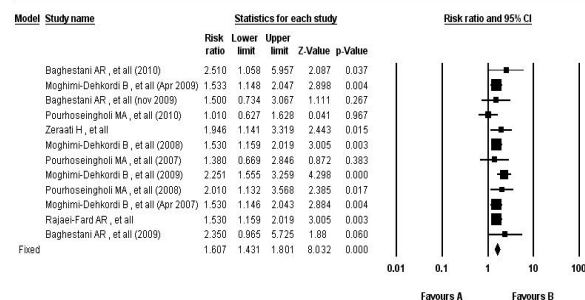 Model Study name Statistics for each study Risk ratio and 95% CI
Risk ratio Lower limit Upper limit Z-Value p-Value
Baghestani AR , et all (2010) 2.510 1.058 5.957 2.087 0.037
Moghimi-Dehkordi B , et all (Apr 2009) 1.533 1.148 2.047 2.898 0.004
Baghestani AR , et all (nov 2009) 1.500 0.734 3.067 1.111 0.267
Pourhoseingholi MA , et all (2010) 1.010 0.627 1.628 0.041 0.967
Zeraati H , et all 1.946 1.141 3.319 2.443 0.015
Moghimi-Dehkordi B , et all (2008) 1.530 1.159 2.019 3.005 0.003
Pourhoseingholi MA , et all (2007) 1.380 0.669 2.846 0.872 0.383
Moghimi-Dehkordi B , et all (2009) 2.251 1.555 3.259 4.298 0.000
Pourhoseingholi MA , et all (2008) 2.010 1.132 3.568 2.385 0.017
Moghimi-Dehkordi B , et all (Apr 2007) 1.530 1.146 2.043 2.884 0.004
Rajaei-Fard AR , et all 1.530 1.159 2.019 3.005 0.003
Baghestani AR , et all (2009) 2.350 0.965 5.725 1.88 0.060
Fixed 1.607 1.431 1.801 8.032 0.000
0.01 0.1 1 10 100
Favours A Favours B